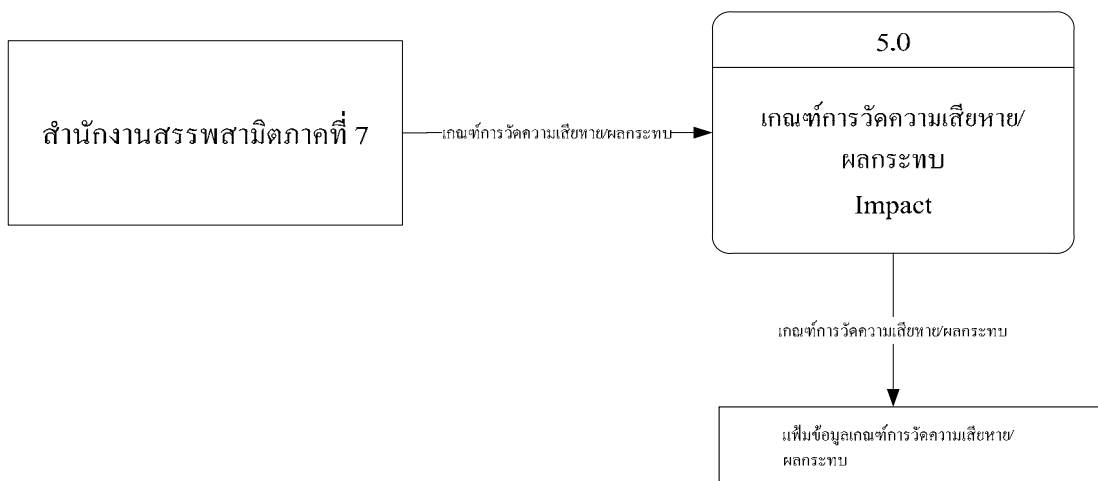 5.0
สำนักงานสรรพสามิตภาคที่ 7
เกณฑ์การวัดความเสียหาย/ผลกระทบ
เกณฑ์การวัดความเสียหาย/
ผลกระทบ
Impact
เกณฑ์การวัดความเสียหาย/ผลกระทบ
แฟ้มข้อมูลเกณฑ์การวัดความเสียหาย/
ผลกระทบ